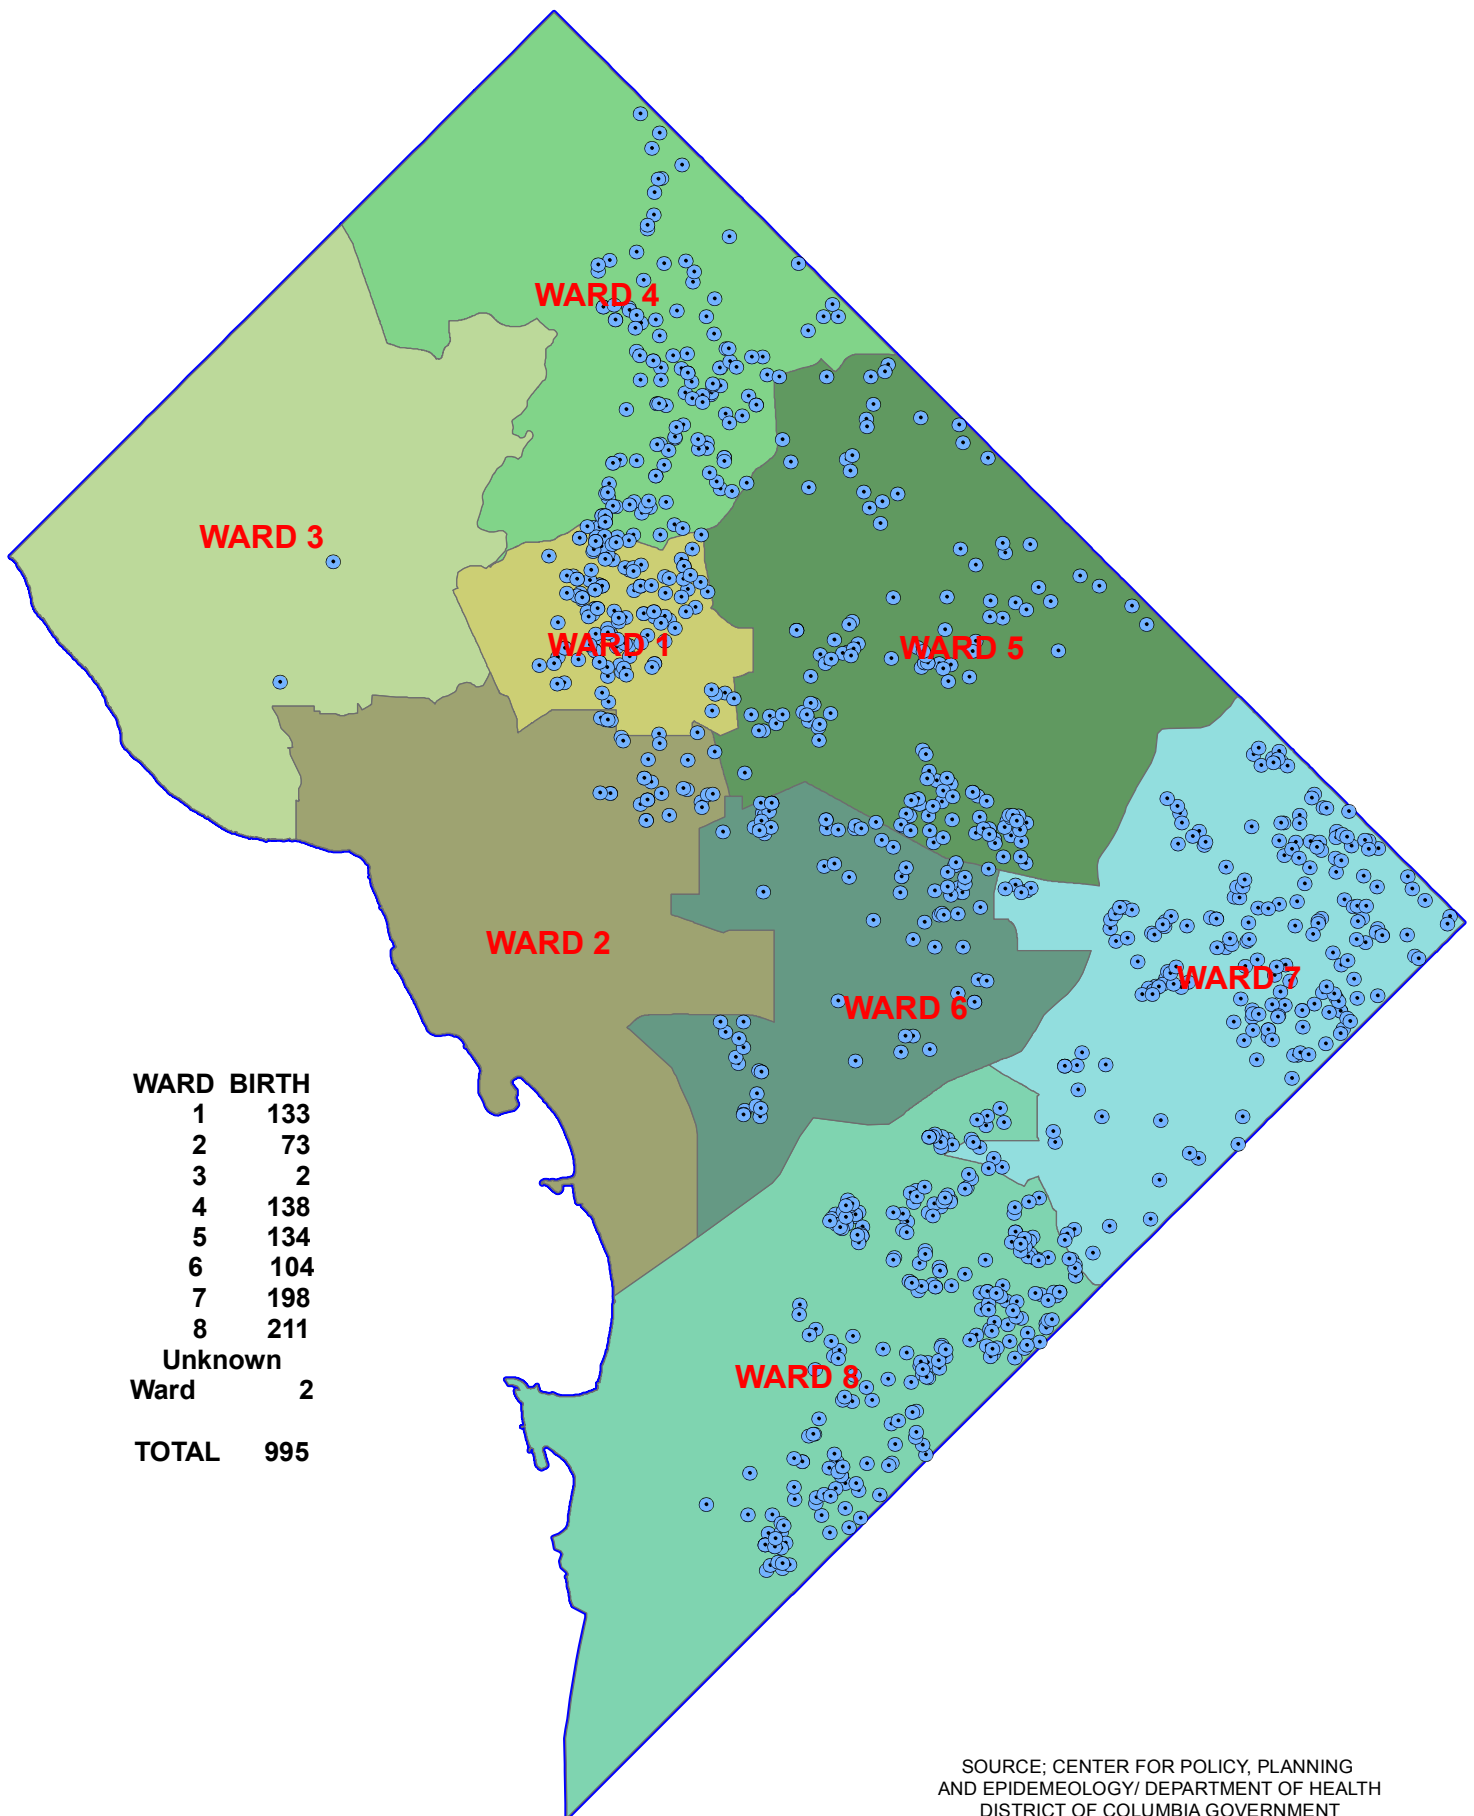 WARD 4
WARD 3
WARD 1
WARD 5
WARD 2
WARD 7
WARD 6
WARD 8
WARD BIRTH
1 133
2 73
3 2
4 138
5 134
6 104
7 198
8 211
Unknown
Ward 2
TOTAL 995
SOURCE; CENTER FOR POLICY, PLANNING
AND EPIDEMEOLOGY/ DEPARTMENT OF HEALTH
DISTRICT OF COLUMBIA GOVERNMENT